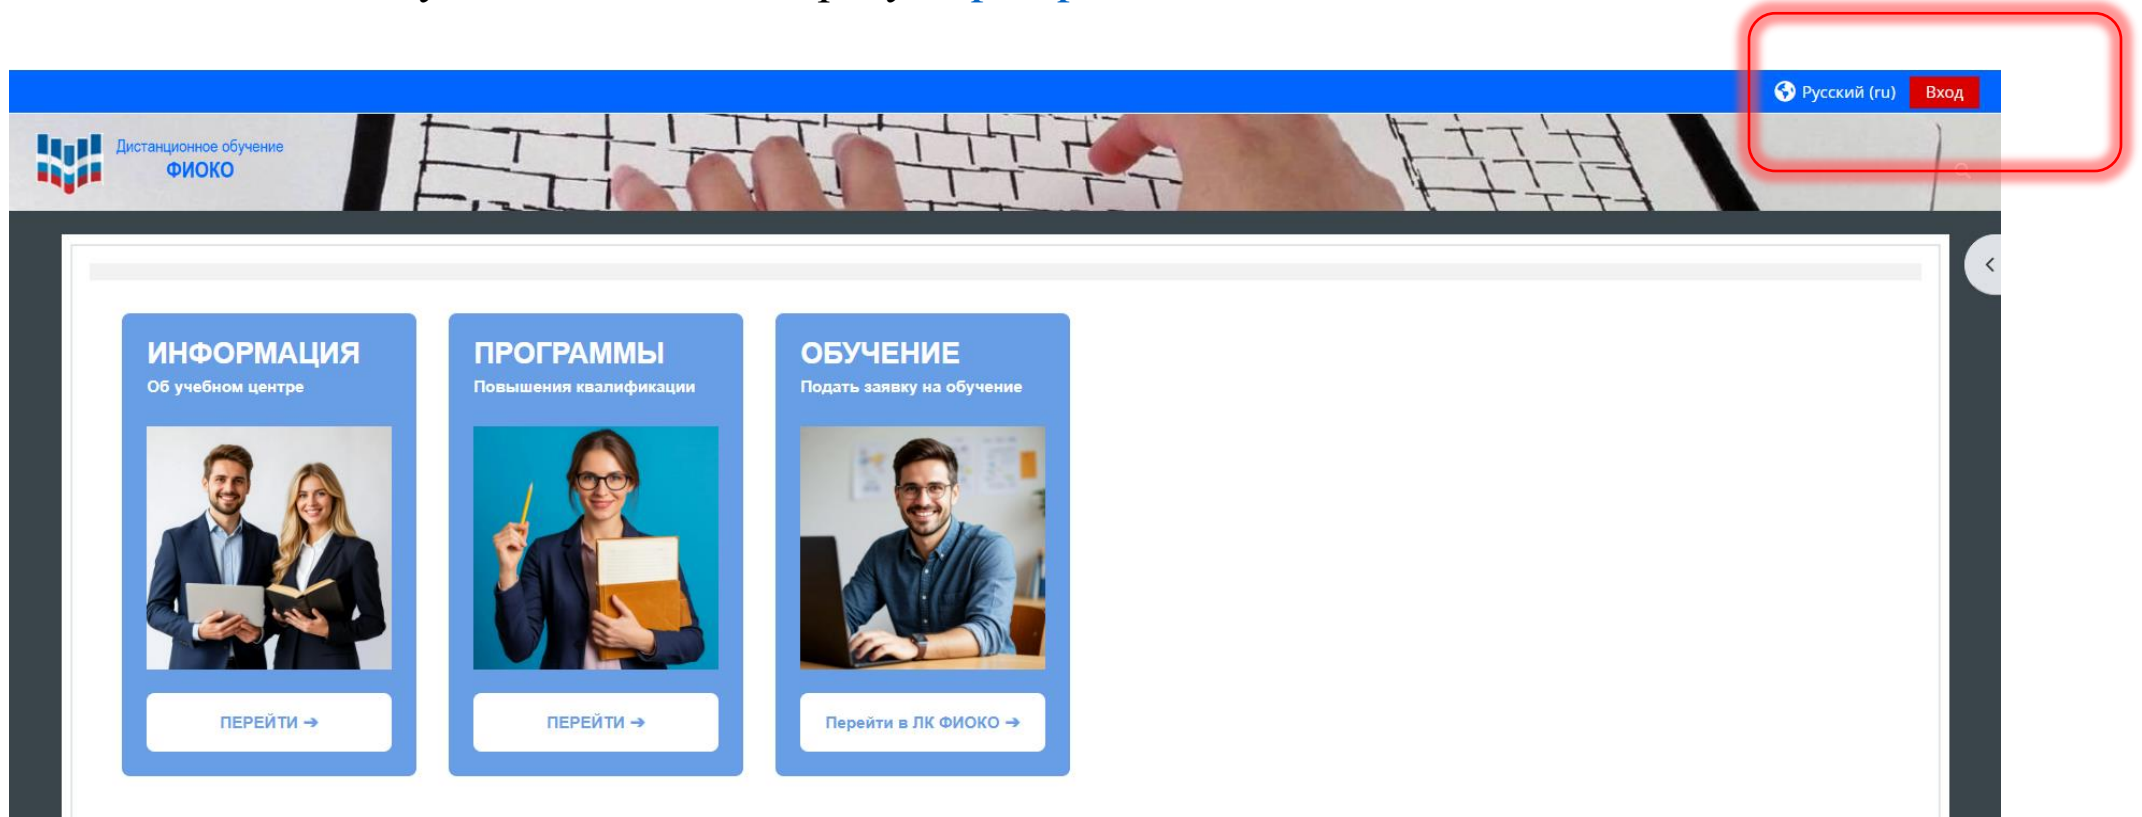 Русский (ru) Вход
Дистанционное обучение
ФИОКО
ИНФОРМАЦИЯ
Об учебном центре
ПЕРЕЙТИ ➔
ПРОГРАММЫ
Повышения квалификации
ПЕРЕЙТИ ➔
ОБУЧЕНИЕ
Подать заявку на обучение
Перейти в ЛК ФИОКО ➔